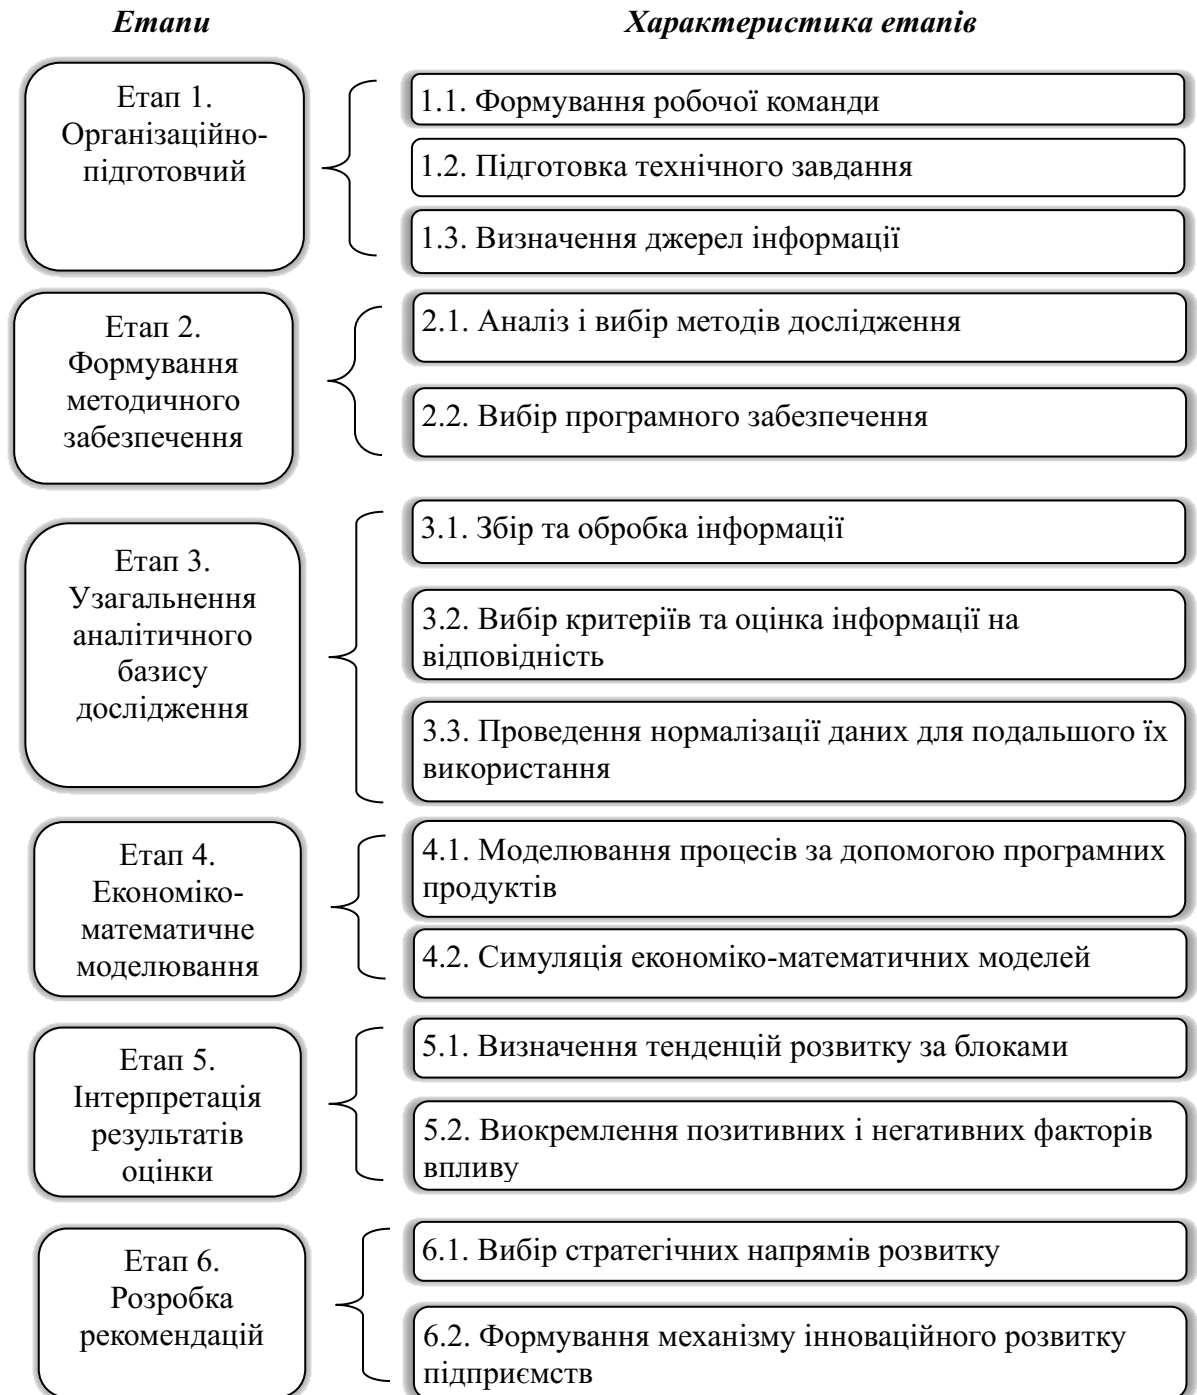 Етапи
Характеристика етапів
Етап 1.
Організаційно-
підготовчий
1.1. Формування робочої команди
1.2. Підготовка технічного завдання
1.3. Визначення джерел інформації
Етап 2.
Формування
методичного
забезпечення
2.1. Аналіз і вибір методів дослідження
2.2. Вибір програмного забезпечення
Етап 3.
Узагальнення
аналітичного
базису
дослідження
3.1. Збір та обробка інформації
3.2. Вибір критеріїв та оцінка інформації на
відповідність
3.3. Проведення нормалізації даних для подальшого їх
використання
Етап 4.
Економіко-
математичне
моделювання
4.1. Моделювання процесів за допомогою програмних
продуктів
4.2. Симуляція економіко-математичних моделей
Етап 5.
Інтерпретація
результатів
оцінки
5.1. Визначення тенденцій розвитку за блоками
5.2. Виокремлення позитивних і негативних факторів
впливу
Етап 6.
Розробка
рекомендацій
6.1. Вибір стратегічних напрямів розвитку
6.2. Формування механізму інноваційного розвитку
підприємств